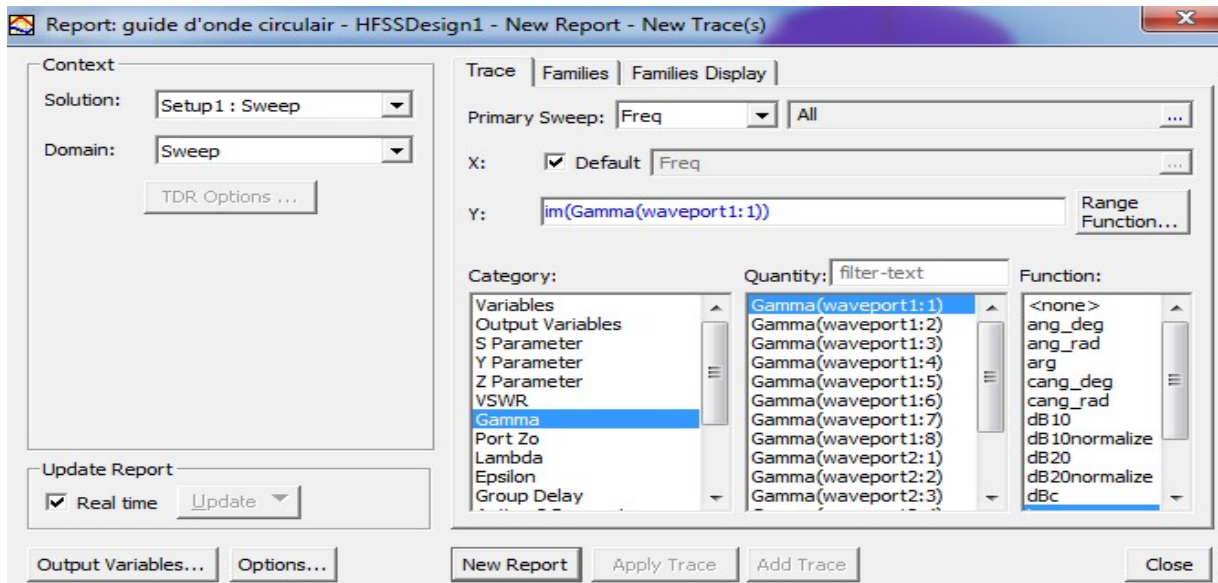 Report: guide d'onde circulair - HFSSDesign1 - New Report - New Trace(s)
Context
Solution: Setup1 : Sweep
Domain: Sweep
TDR Options ...
Update Report
Real time Update
Output Variables... Options...
Trace Families Families Display
Primary Sweep: Freq All ...
X: Default Freq ...
Y: im(Gamma(waveport1:1)) Range Function...
Category: Quantity: filter-text Function:
Variables
Output Variables
S Parameter
Y Parameter
Z Parameter
VSWR
Gamma
Port Zo
Lambda
Epsilon
Group Delay
Gamma(waveport1:1)
Gamma(waveport1:2)
Gamma(waveport1:3)
Gamma(waveport1:4)
Gamma(waveport1:5)
Gamma(waveport1:6)
Gamma(waveport1:7)
Gamma(waveport1:8)
Gamma(waveport2:1)
Gamma(waveport2:2)
Gamma(waveport2:3)
<none>
ang_deg
ang_rad
arg
cang_deg
cang_rad
dB10
dB10normalize
dB20
dB20normalize
dBc
New Report Apply Trace Add Trace Close